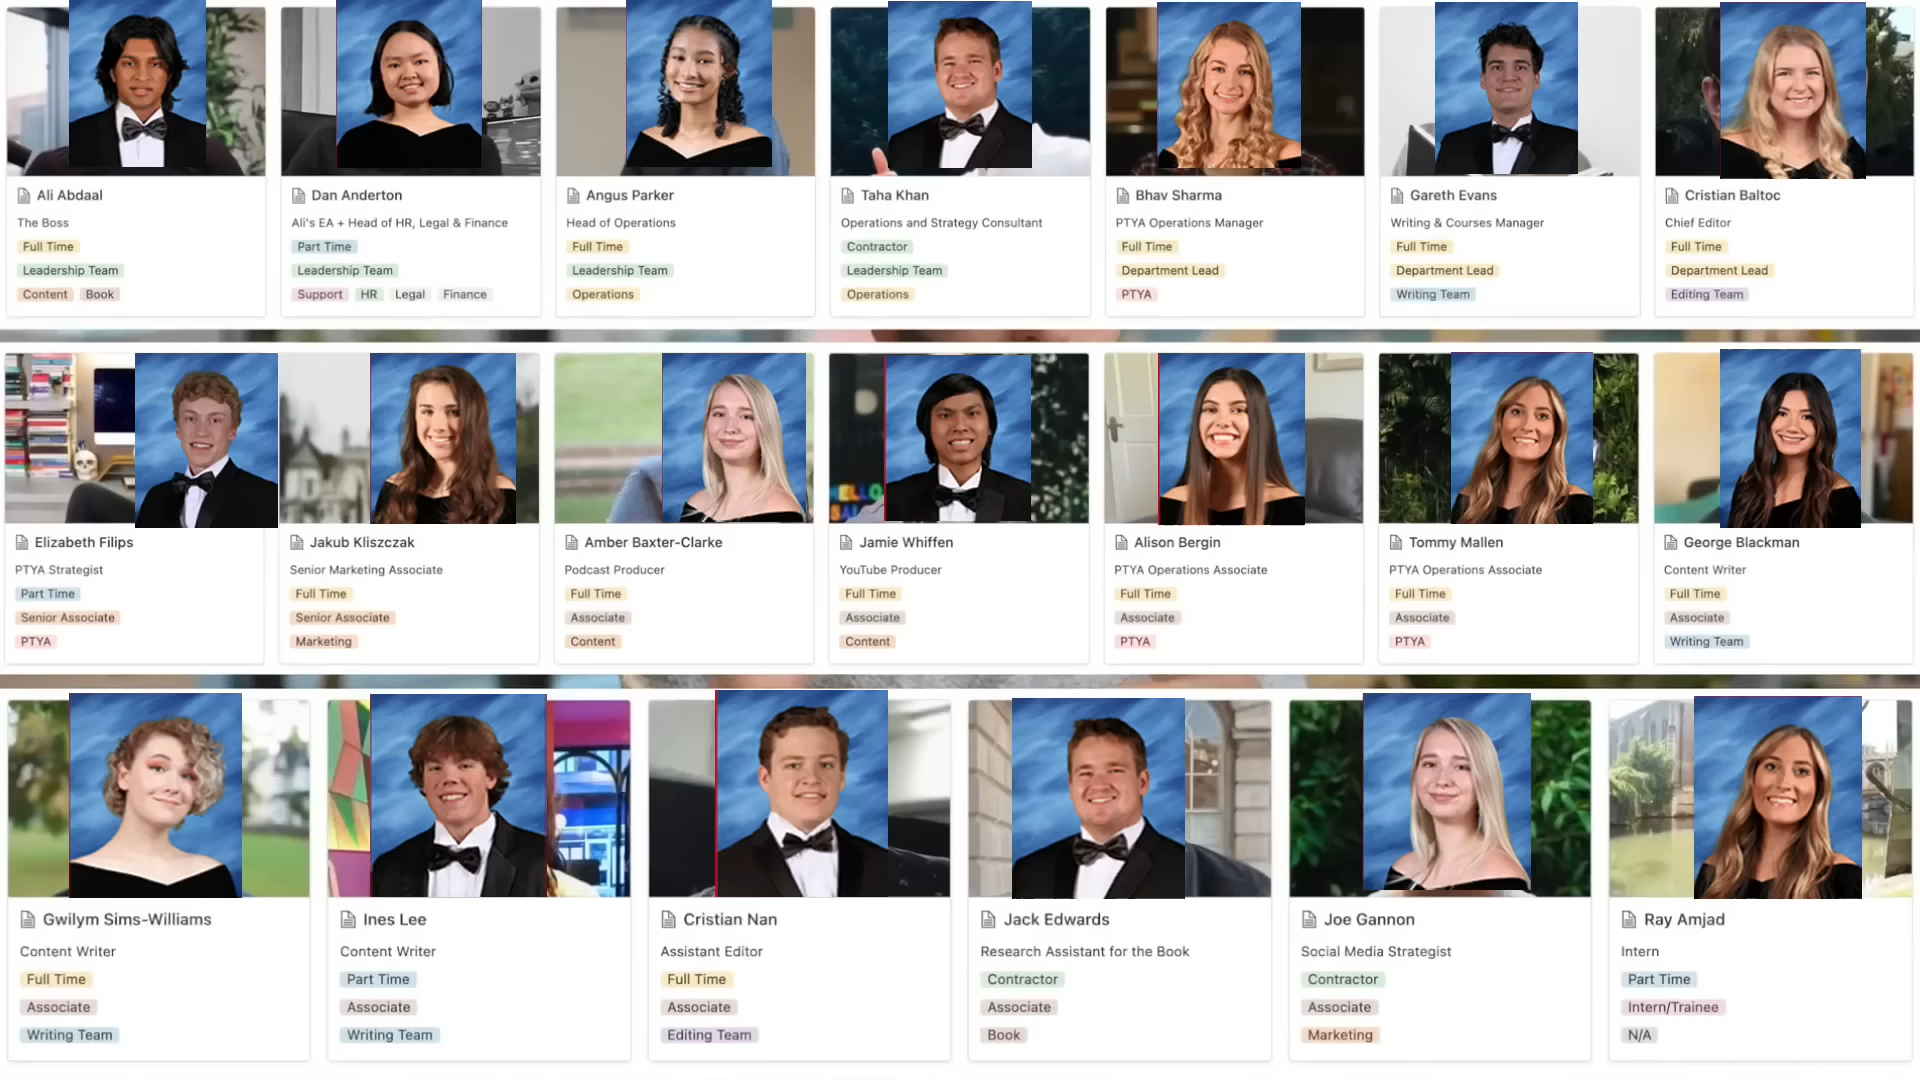 Ali Abdaal
The Boss
Full Time
Leadership Team
Content Book
Dan Anderton
Ali's EA + Head of HR, Legal & Finance
Part Time
Leadership Team
Support HR Legal Finance
Angus Parker
Head of Operations
Full Time
Leadership Team
Operations
Taha Khan
Operations and Strategy Consultant
Contractor
Leadership Team
Operations
Bhav Sharma
PTYA Operations Manager
Full Time
Department Lead
PTYA
Gareth Evans
Writing & Courses Manager
Full Time
Department Lead
Writing Team
Cristian Baltoc
Chief Editor
Full Time
Department Lead
Editing Team
Elizabeth Filips
PTYA Strategist
Part Time
Senior Associate
PTYA
Jakub Kliszczak
Senior Marketing Associate
Full Time
Senior Associate
Marketing
Amber Baxter-Clarke
Podcast Producer
Full Time
Associate
Content
HELLO
Jamie Whiffen
YouTube Producer
Full Time
Associate
Content
Alison Bergin
PTYA Operations Associate
Full Time
Associate
PTYA
Tommy Mallen
PTYA Operations Associate
Full Time
Associate
PTYA
George Blackman
Content Writer
Full Time
Associate
Writing Team
Gwilym Sims-Williams
Content Writer
Full Time
Associate
Writing Team
Ines Lee
Content Writer
Part Time
Associate
Writing Team
Cristian Nan
Assistant Editor
Full Time
Associate
Editing Team
Jack Edwards
Research Assistant for the Book
Contractor
Associate
Book
Joe Gannon
Social Media Strategist
Contractor
Associate
Marketing
Ray Amjad
Intern
Part Time
Intern/Trainee
N/A